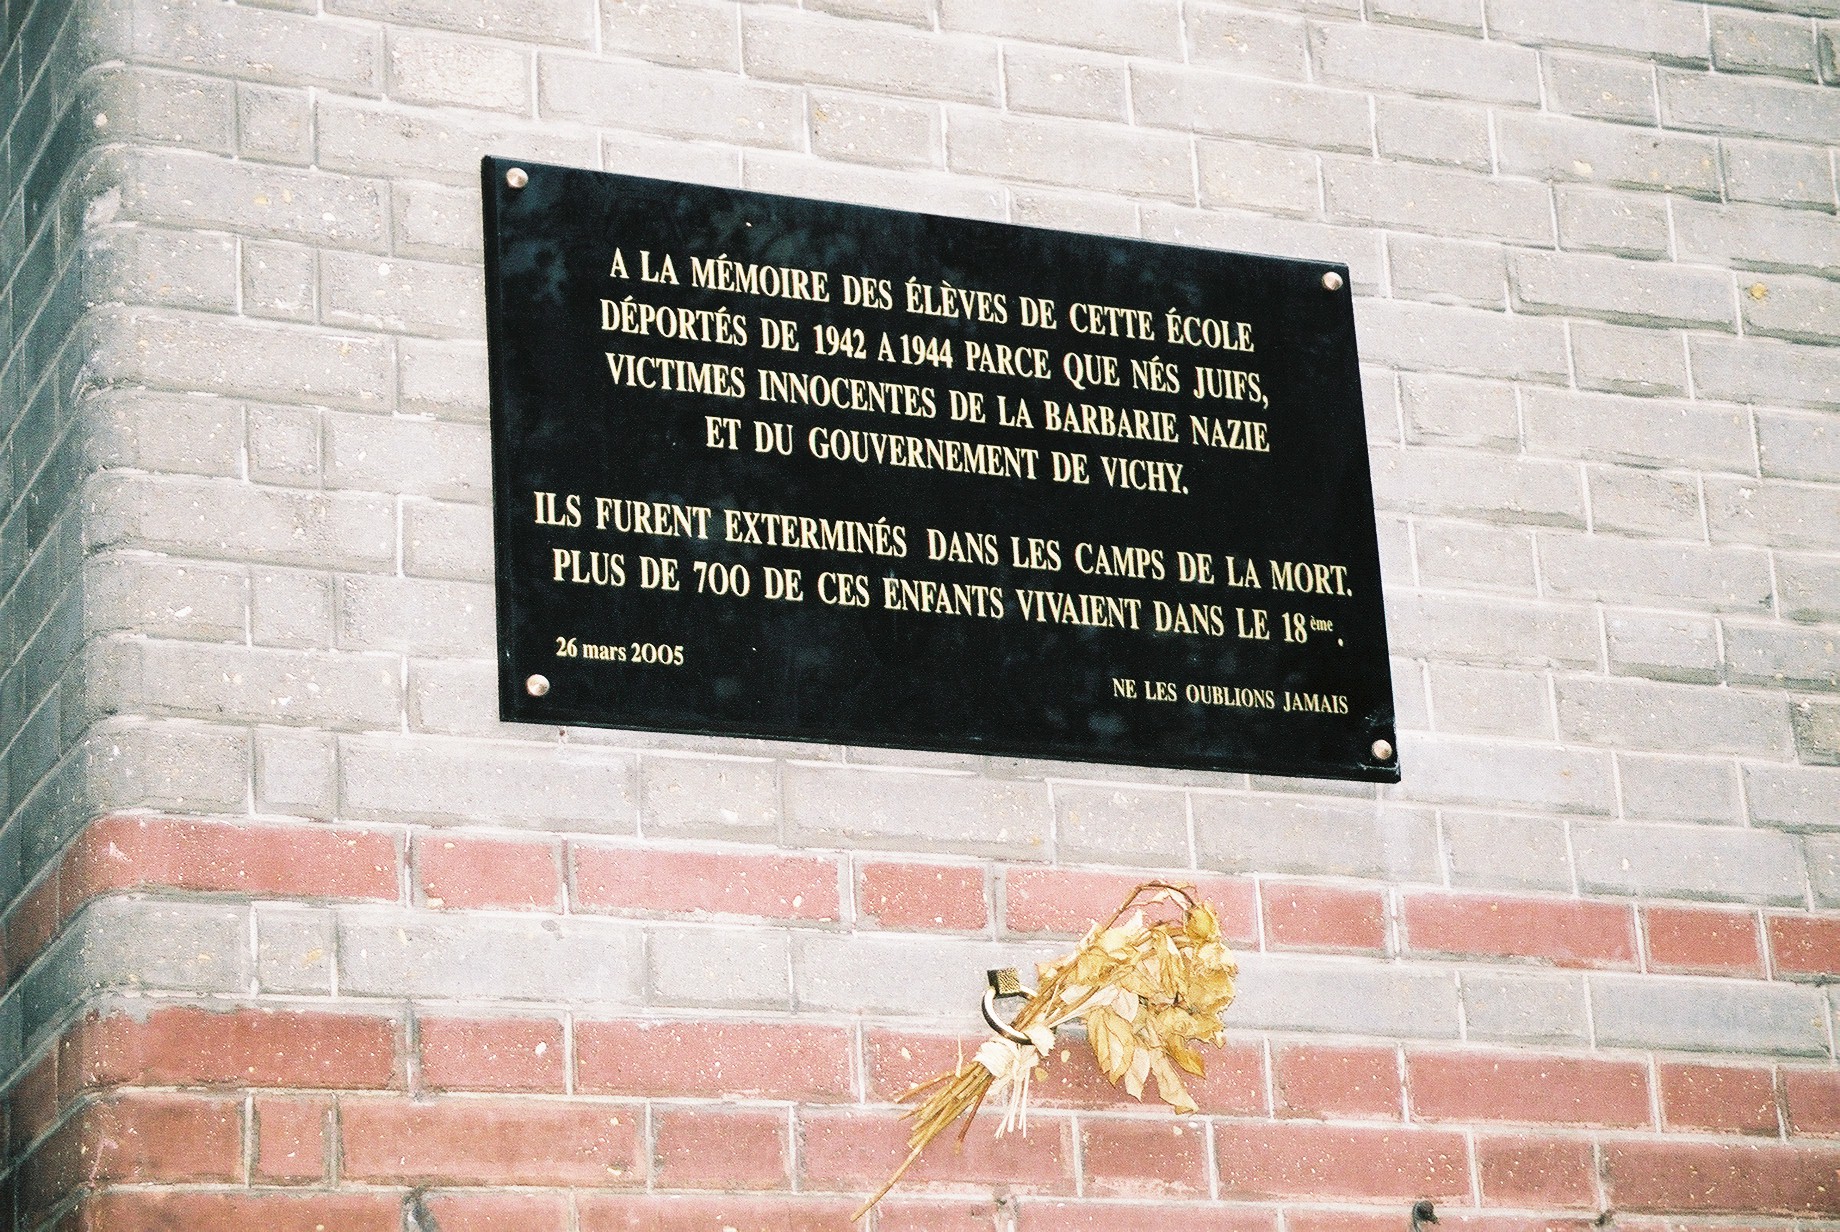 A LA MÉMOIRE DES ÉLÈVES DE CETTE ÉCOLE
DÉPORTÉS DE 1942 A 1944 PARCE QUE NÉS JUIFS,
VICTIMES INNOCENTES DE LA BARBARIE NAZIE
ET DU GOUVERNEMENT DE VICHY.
ILS FURENT EXTERMINÉS DANS LES CAMPS DE LA MORT.
PLUS DE 700 DE CES ENFANTS VIVAIENT DANS LE 18ème.
26 mars 2005
NE LES OUBLIONS JAMAIS